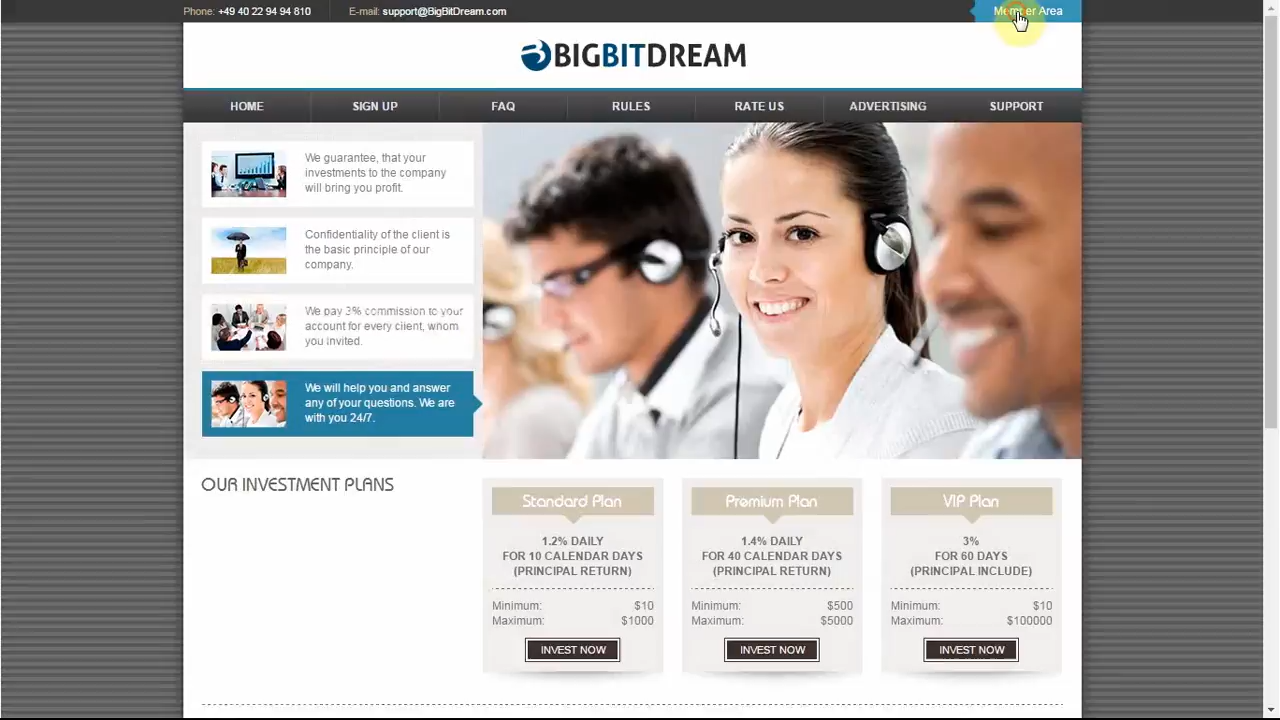 Phone: +49 40 22 94 94 810 E-mail: support@BigBitDream.com Member Area
BIGBITDREAM
HOME SIGN UP FAQ RULES RATE US ADVERTISING SUPPORT
We guarantee, that your
investments to the company
will bring you profit.
Confidentiality of the client is
the basic principle of our
company.
We pay 3% commission to your
account for every client, whom
you invited.
We will help you and answer
any of your questions. We are
with you 24/7.
OUR INVESTMENT PLANS
Standard Plan
1.2% DAILY
FOR 10 CALENDAR DAYS
(PRINCIPAL RETURN)
Minimum: $10
Maximum: $1000
INVEST NOW
Premium Plan
1.4% DAILY
FOR 40 CALENDAR DAYS
(PRINCIPAL RETURN)
Minimum: $500
Maximum: $5000
INVEST NOW
VIP Plan
3%
FOR 60 DAYS
(PRINCIPAL INCLUDE)
Minimum: $10
Maximum: $100000
INVEST NOW